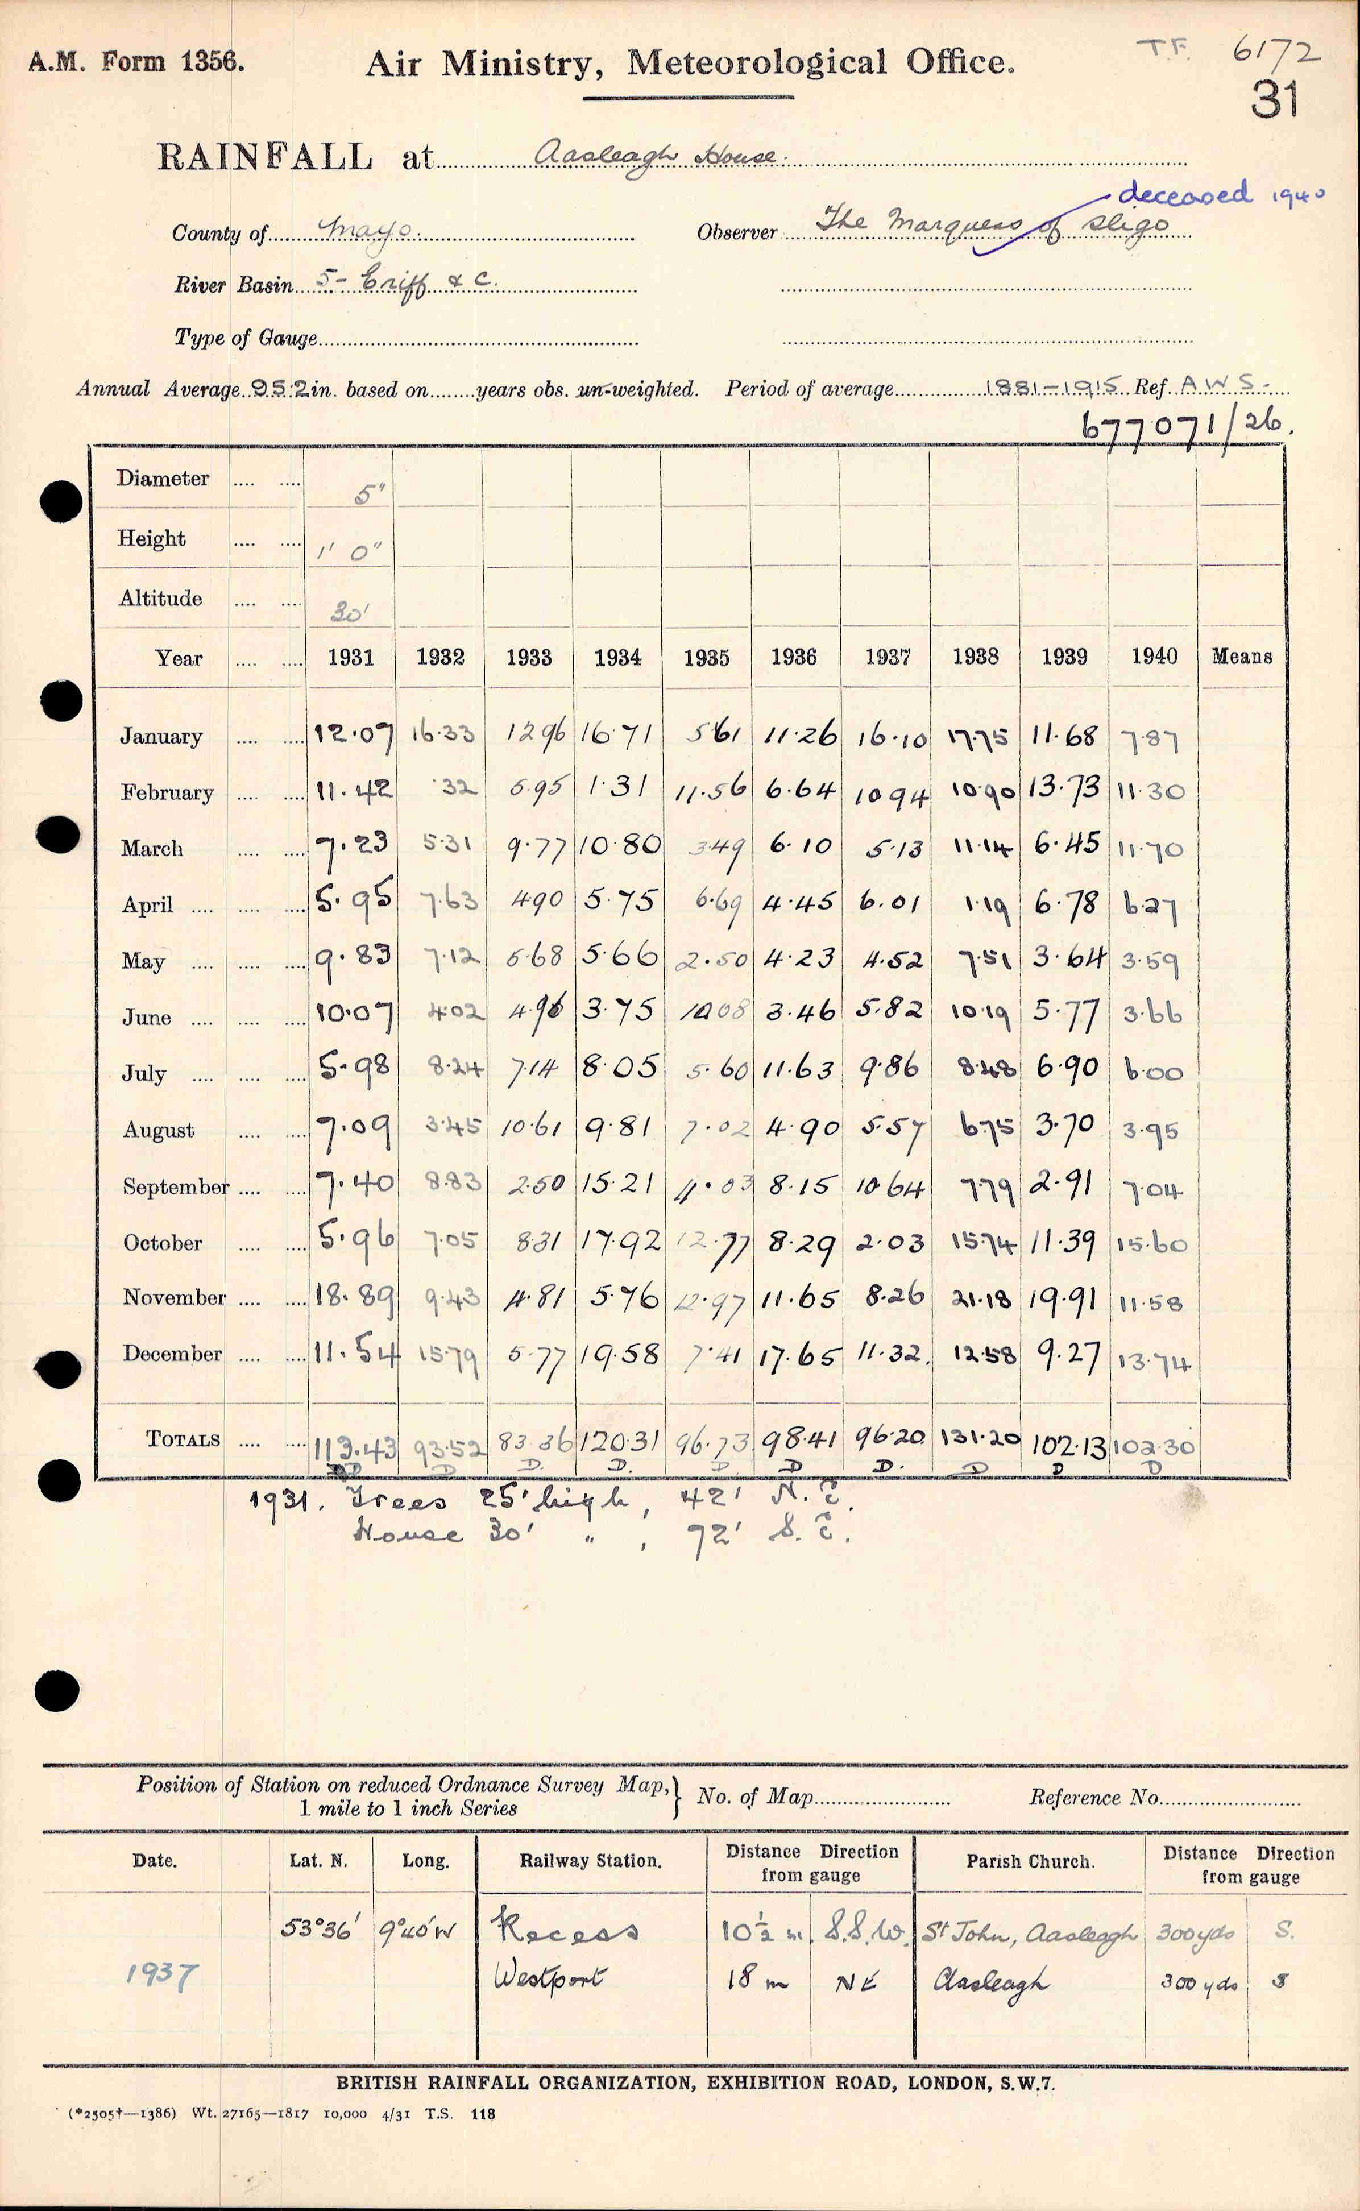 A.M. Form 1356. Air Ministry, Meteorological Office. T.F. 6172
31
RAINFALL at Aasleagh House.
deceased 1940
County of Mayo. Observer The Marquess of Sligo
River Basin 5- Eriff & C.
Type of Gauge
Annual Average 95.2 in. based on years obs. un-weighted. Period of average 1881-1915 Ref. A.W.S.-
677071/26.
Diameter .... .... 5"
Height .... .... 1' 0"
Altitude .... .... 30'
Year .... .... 1931 1932 1933 1934 1935 1936 1937 1938 1939 1940 Means
January .... .... 12.07 16.33 12.96 16.71 5.61 11.26 16.10 17.75 11.68 7.87
February .... .... 11.42 .32 6.95 1.31 11.56 6.64 10.94 10.90 13.73 11.30
March .... .... 7.23 5.31 9.77 10.80 3.49 6.10 5.13 11.14 6.45 11.70
April .... .... .... 5.95 7.63 4.90 5.75 6.69 4.45 6.01 1.19 6.78 6.27
May .... .... .... 9.83 7.12 5.68 5.66 2.50 4.23 4.52 7.51 3.64 3.59
June .... .... .... 10.07 4.02 4.96 3.75 10.08 3.46 5.82 10.19 5.77 3.66
July .... .... .... 5.98 8.24 7.14 8.05 5.60 11.63 9.86 8.48 6.90 6.00
August .... .... 7.09 3.45 10.61 9.81 7.02 4.90 5.57 6.75 3.70 3.95
September .... .... 7.40 8.83 2.50 15.21 11.03 8.15 10.64 7.79 2.91 7.04
October .... .... 5.96 7.05 8.31 17.92 12.77 8.29 2.03 15.74 11.39 15.60
November .... .... 18.89 9.43 4.81 5.76 12.97 11.65 8.26 21.18 19.91 11.58
December .... .... 11.54 15.79 5.77 19.58 7.41 17.65 11.32 12.58 9.27 13.74
TOTALS .... .... 113.43 93.52 83.36 120.31 96.73 98.41 96.20 131.20 102.13 102.30
D D D. D. D. D D. D D D
1931. Trees 25' high, 42' N.E.
House 30' " , 72' S.E.
Position of Station on reduced Ordnance Survey Map, } No. of Map Reference No.
1 mile to 1 inch Series
Date. Lat. N. Long. Railway Station. Distance Direction from gauge Parish Church. Distance Direction from gauge
53°36' 9°40'W Recess 10½ m. S.S.W. St John, Aasleagh 300 yds S.
1937 Westport 18 m NE Aasleagh 300 yds S
BRITISH RAINFALL ORGANIZATION, EXHIBITION ROAD, LONDON, S.W.7.
(*2505†—1386) Wt. 27165—1817 10,000 4/31 T.S. 118